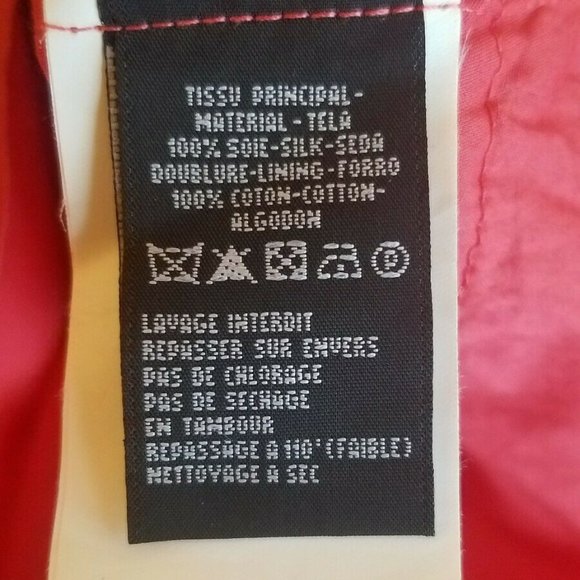 TISSU PRINCIPAL-
MATERIAL-TELA
100% SOIE-SILK-SEDA
DOUBLURE-LINING-FORRO
100% COTON-COTTON-
ALGODON
P
LAVAGE INTERDIT
REPASSER SUR ENVERS
PAS DE CHLORAGE
PAS DE SECHAGE
EN TAMBOUR
REPASSAGE A 110°(FAIBLE)
NETTOYAGE A SEC